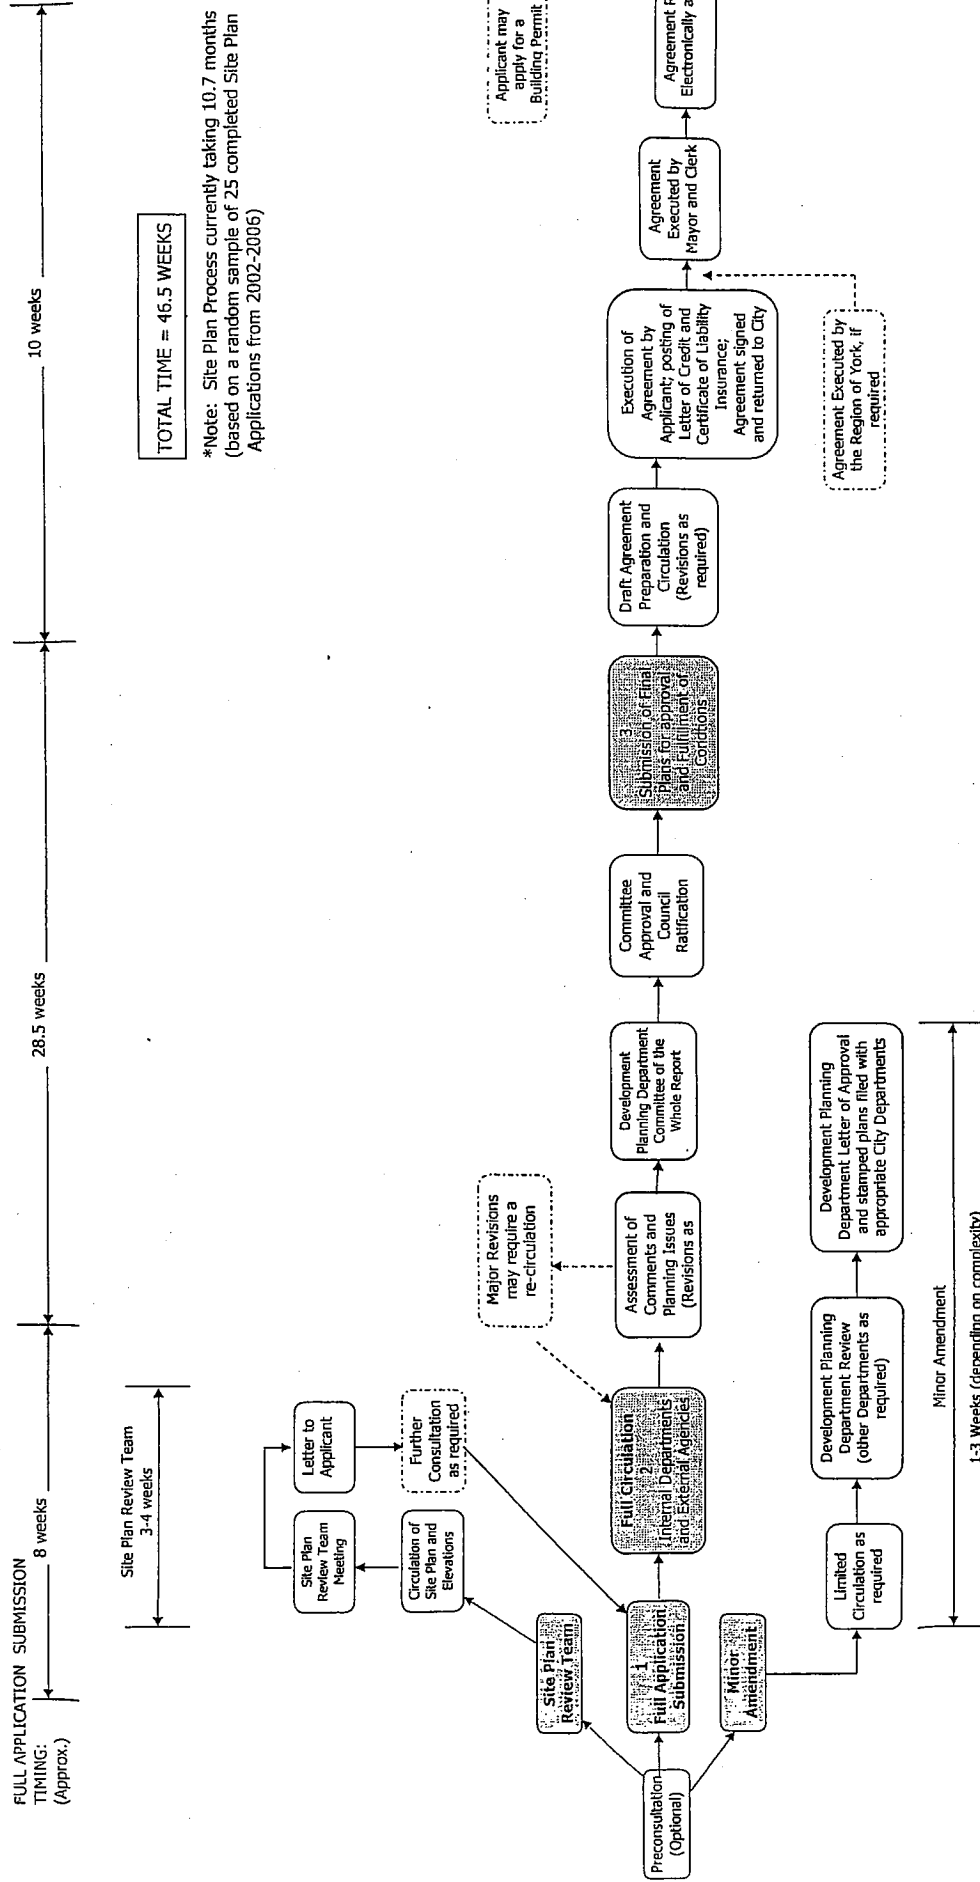 FULL APPLICATION SUBMISSION
TIMING:
(Approx.)
8 weeks
28.5 weeks
10 weeks
Site Plan Review Team
3-4 weeks
TOTAL TIME = 46.5 WEEKS
*Note: Site Plan Process currently taking 10.7 months
(based on a random sample of 25 completed Site Plan
Applications from 2002-2006)
Site Plan
Review Team
Meeting
Letter to
Applicant
Circulation of
Site Plan and
Elevations
Further
Consultation
as required
Major Revisions
may require a
re-circulation
Applicant may
apply for a
Building Permit
Site Plan
Review Team
Preconsultation
(Optional)
1
Full Application
Submission
Full Circulation
2
Internal Departments
and External Agencies
Assessment of
Comments and
Planning Issues
(Revisions as
Development
Planning Department
Committee of the
Whole Report
Committee
Approval and
Council
Ratification
3
Submission of Final
Plans for approval
and Fulfillment of
Conditions
Draft Agreement
Preparation and
Circulation
(Revisions as
required)
Execution of
Agreement by
Applicant; posting of
Letter of Credit and
Certificate of Liability
Insurance;
Agreement signed
and returned to City
Agreement
Executed by
Mayor and Clerk
Agreement
Electronically
Minor
Amendment
Limited
Circulation as
required
Development Planning
Department Review
(other Departments as
required)
Development Planning
Department Letter of Approval
and stamped plans filed with
appropriate City Departments
Agreement Executed by
the Region of York, if
required
Minor Amendment
1-3 Weeks (depending on complexity)